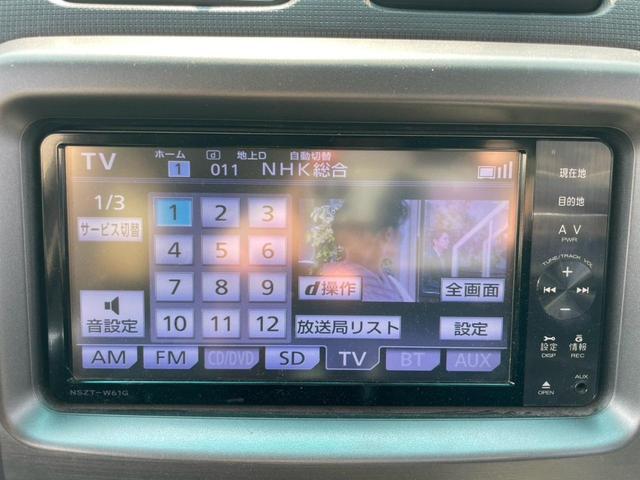 TV ホーム 1 d 地上D 011 自動切替 NHK総合
1/3
サービス切替
1 2 3
4 5 6
7 8 9
10 11 12
音設定
d操作
全画面
放送局リスト
設定
AM FM CD/DVD SD TV BT AUX
NSZT-W61G
現在地
目的地
AV
PWR
TUNE/TRACK VOL
+
-
設定 情報
DISP REC
AUX
OPEN